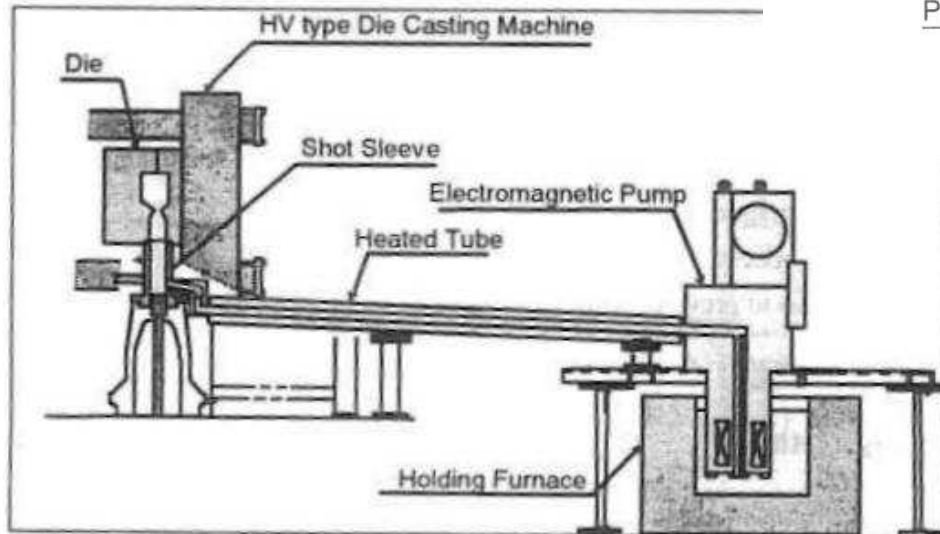 HV type Die Casting Machine
P
Die
Shot Sleeve
Electromagnetic Pump
Heated Tube
Holding Furnace